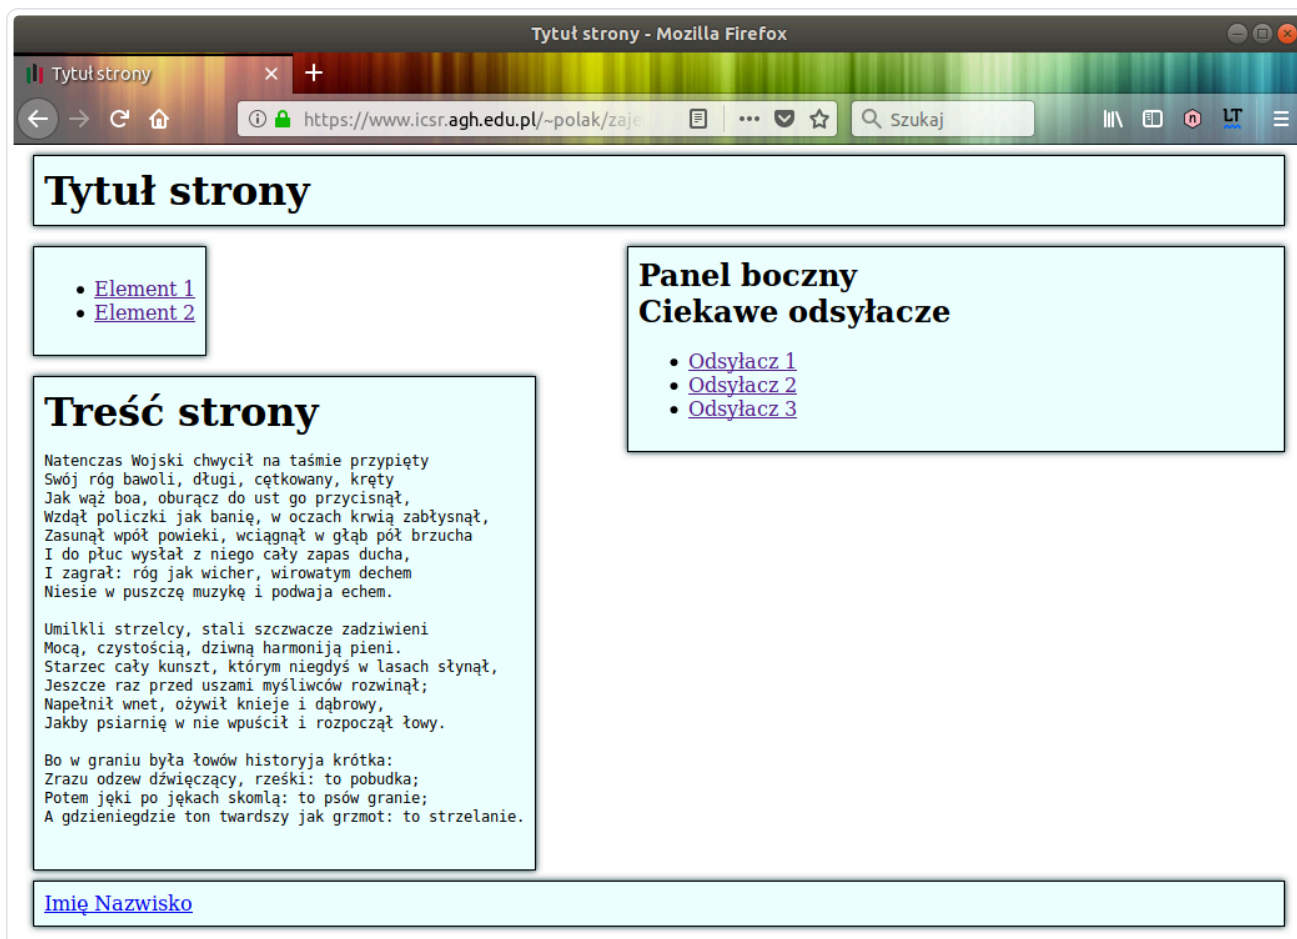 Tytuł strony - Mozilla Firefox
Tytuł strony
https://www.icsr.agh.edu.pl/~polak/zaje
Szukaj
LT
Tytuł strony
Element 1
Element 2
Panel boczny
Ciekawe odsyłacze
Odsyłacz 1
Odsyłacz 2
Odsyłacz 3
Treść strony
Natenczas Wojski chwycił na taśmie przypięty
Swój róg bawoli, długi, cętkowany, kręty
Jak wąż boa, oburącz do ust go przycisnął,
Wzdął policzki jak banię, w oczach krwią zabłysnął,
Zasunął wpół powieki, wciągnął w głąb pół brzucha
I do płuc wysłał z niego cały zapas ducha,
I zagrał: róg jak wicher, wirowatym dechem
Niesie w puszczę muzykę i podwaja echem.
Umilkli strzelcy, stali szczwacze zadziwieni
Mocą, czystością, dziwną harmoniją pieni.
Starzec cały kunszt, którym niegdyś w lasach słynął,
Jeszcze raz przed uszami myśliwców rozwinął;
Napełnił wnet, ożywił knieje i dąbrowy,
Jakby psiarnię w nie wpuścił i rozpoczął łowy.
Bo w graniu była łowów historyja krótka:
Zrazu odzew dźwięczący, rześki: to pobudka;
Potem jęki po jękach skomlą: to psów granie;
A gdzieniegdzie ton twardszy jak grzmot: to strzelanie.
Imię Nazwisko